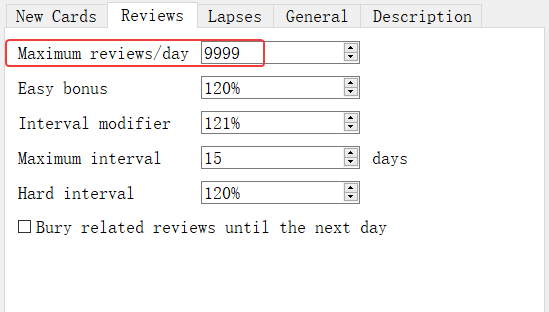 New Cards Reviews Lapses General Description
Maximum reviews/day 9999
Easy bonus 120%
Interval modifier 121%
Maximum interval 15 days
Hard interval 120%
Bury related reviews until the next day